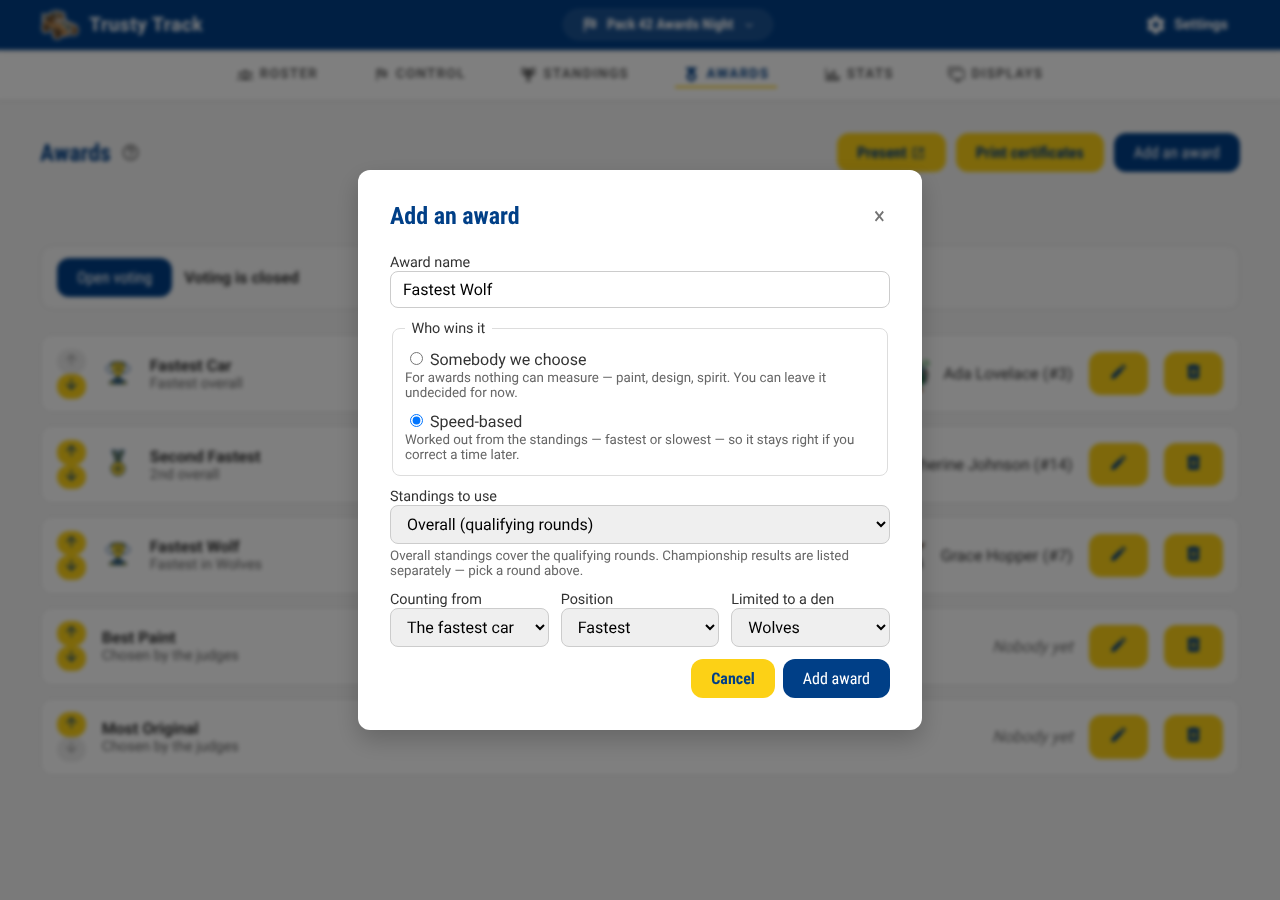 Trusty Track
Pack 42 Awards Night
Settings
ROSTER
CONTROL
STANDINGS
AWARDS
STATS
DISPLAYS
Awards
Present
Print certificates
Add an award
Open voting
Voting is closed
Fastest Car
Fastest overall
Ada Lovelace (#3)
Second Fastest
2nd overall
herine Johnson (#14)
Fastest Wolf
Fastest in Wolves
Grace Hopper (#7)
Best Paint
Chosen by the judges
Nobody yet
Most Original
Chosen by the judges
Nobody yet
Add an award
Award name
Fastest Wolf
Who wins it
Somebody we choose
For awards nothing can measure — paint, design, spirit. You can leave it
undecided for now.
Speed-based
Worked out from the standings — fastest or slowest — so it stays right if you
correct a time later.
Standings to use
Overall (qualifying rounds)
Overall standings cover the qualifying rounds. Championship results are listed
separately — pick a round above.
Counting from
Position
Limited to a den
The fastest car
Fastest
Wolves
Cancel
Add award